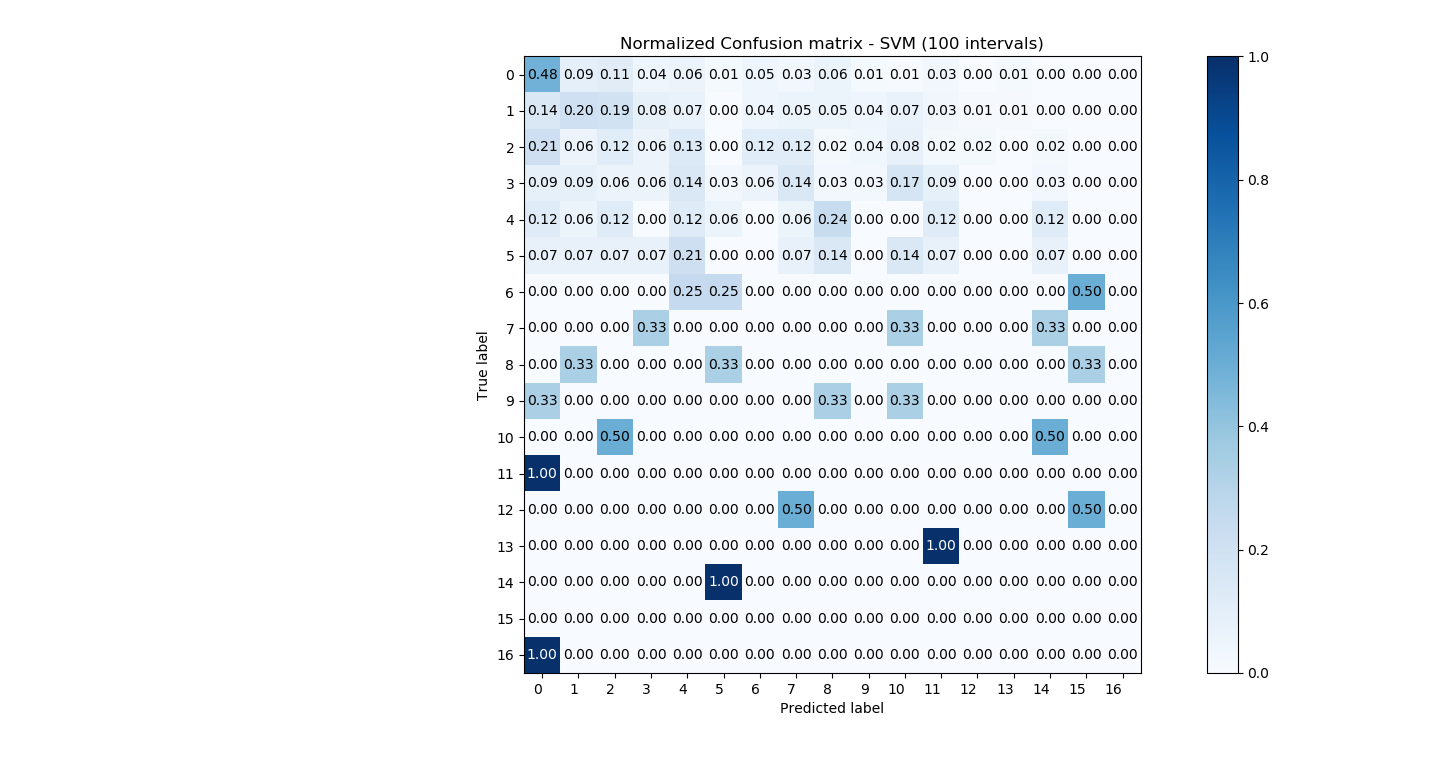 Normalized Confusion matrix - SVM (100 intervals)
0 0.48 0.09 0.11 0.04 0.06 0.01 0.05 0.03 0.06 0.01 0.01 0.03 0.00 0.01 0.00 0.00 0.00
1 0.14 0.20 0.19 0.08 0.07 0.00 0.04 0.05 0.05 0.04 0.07 0.03 0.01 0.01 0.00 0.00 0.00
2 0.21 0.06 0.12 0.06 0.13 0.00 0.12 0.12 0.02 0.04 0.08 0.02 0.02 0.00 0.02 0.00 0.00
3 0.09 0.09 0.06 0.06 0.14 0.03 0.06 0.14 0.03 0.03 0.17 0.09 0.00 0.00 0.03 0.00 0.00
4 0.12 0.06 0.12 0.00 0.12 0.06 0.00 0.06 0.24 0.00 0.00 0.12 0.00 0.00 0.12 0.00 0.00
5 0.07 0.07 0.07 0.07 0.21 0.00 0.00 0.07 0.14 0.00 0.14 0.07 0.00 0.00 0.07 0.00 0.00
6 0.00 0.00 0.00 0.00 0.25 0.25 0.00 0.00 0.00 0.00 0.00 0.00 0.00 0.00 0.00 0.50 0.00
7 0.00 0.00 0.00 0.33 0.00 0.00 0.00 0.00 0.00 0.00 0.33 0.00 0.00 0.00 0.33 0.00 0.00
8 0.00 0.33 0.00 0.00 0.00 0.33 0.00 0.00 0.00 0.00 0.00 0.00 0.00 0.00 0.00 0.33 0.00
9 0.33 0.00 0.00 0.00 0.00 0.00 0.00 0.00 0.33 0.00 0.33 0.00 0.00 0.00 0.00 0.00 0.00
10 0.00 0.00 0.50 0.00 0.00 0.00 0.00 0.00 0.00 0.00 0.00 0.00 0.00 0.00 0.50 0.00 0.00
11 1.00 0.00 0.00 0.00 0.00 0.00 0.00 0.00 0.00 0.00 0.00 0.00 0.00 0.00 0.00 0.00 0.00
12 0.00 0.00 0.00 0.00 0.00 0.00 0.00 0.50 0.00 0.00 0.00 0.00 0.00 0.00 0.00 0.50 0.00
13 0.00 0.00 0.00 0.00 0.00 0.00 0.00 0.00 0.00 0.00 0.00 1.00 0.00 0.00 0.00 0.00 0.00
14 0.00 0.00 0.00 0.00 0.00 1.00 0.00 0.00 0.00 0.00 0.00 0.00 0.00 0.00 0.00 0.00 0.00
15 0.00 0.00 0.00 0.00 0.00 0.00 0.00 0.00 0.00 0.00 0.00 0.00 0.00 0.00 0.00 0.00 0.00
16 1.00 0.00 0.00 0.00 0.00 0.00 0.00 0.00 0.00 0.00 0.00 0.00 0.00 0.00 0.00 0.00 0.00
0 1 2 3 4 5 6 7 8 9 10 11 12 13 14 15 16
Predicted label
True label
1.0
0.8
0.6
0.4
0.2
0.0